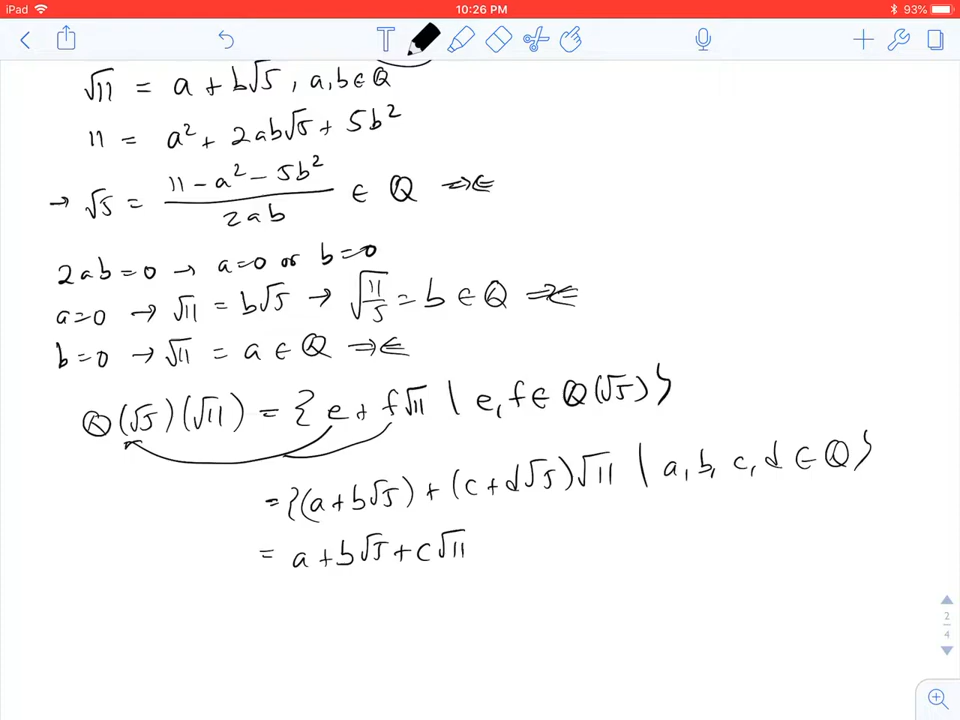 iPad 10:26 PM 93%
T
√11 = a + b√5, a,b ∈ ℚ
11 = a² + 2ab√5 + 5b²
→ √5 = (11 - a² - 5b²)/(2ab) ∈ ℚ ⇒⇐
2ab = 0 → a=0 or b=0
a=0 → √11 = b√5 → √(11/5) = b ∈ ℚ ⇒⇐
b=0 → √11 = a ∈ ℚ ⇒⇐
ℚ(√5)(√11) = { e + f√11 | e, f ∈ ℚ(√5) }
= {(a+b√5) + (c+d√5)√11 | a, b, c, d ∈ ℚ }
= a + b√5 + c√11
2/4